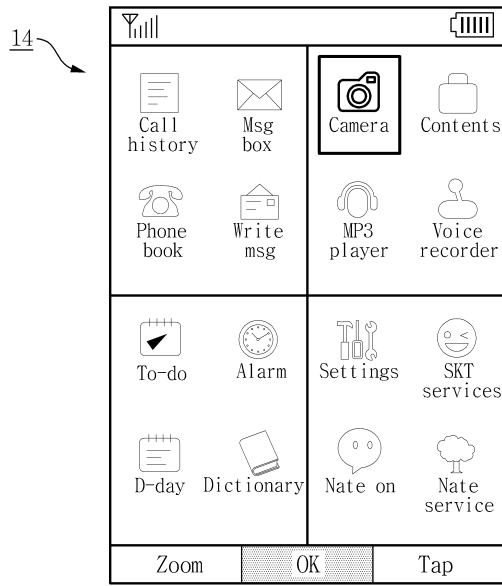 14
Call history
Msg box
Camera
Contents
Phone book
Write msg
MP3 player
Voice recorder
To-do
Alarm
Settings
SKT services
D-day
Dictionary
Nate on
Nate service
Zoom
OK
Tap